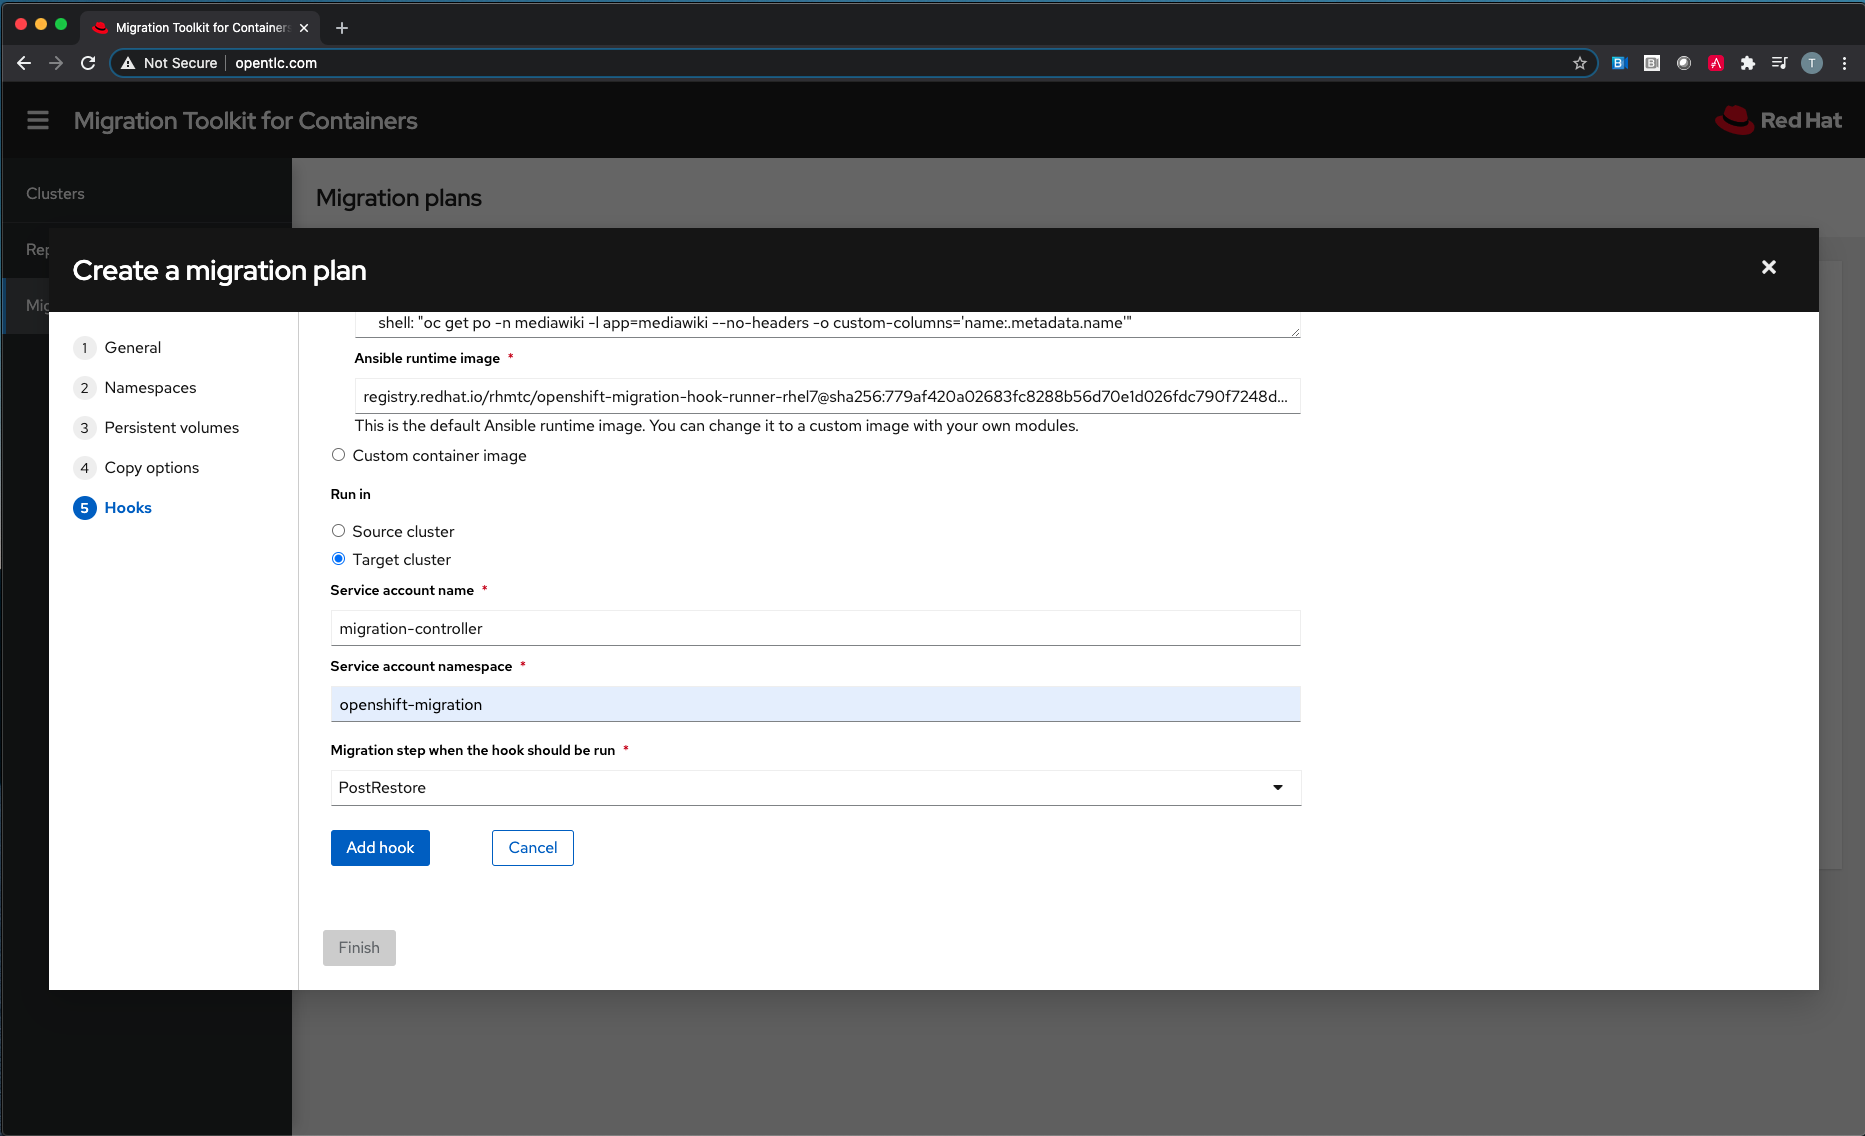 Migration Toolkit for Containers
Not Secure
opentlc.com
Migration Toolkit for Containers
Red Hat
Clusters
Migration plans
Rep
Mig
Create a migration plan
1 General
2 Namespaces
3 Persistent volumes
4 Copy options
5 Hooks
shell: "oc get po -n mediawiki -l app=mediawiki --no-headers -o custom-columns='name:.metadata.name'"
Ansible runtime image *
registry.redhat.io/rhmtc/openshift-migration-hook-runner-rhel7@sha256:779af420a02683fc8288b56d70e1d026fdc790f7248d...
This is the default Ansible runtime image. You can change it to a custom image with your own modules.
Custom container image
Run in
Source cluster
Target cluster
Service account name *
migration-controller
Service account namespace *
openshift-migration
Migration step when the hook should be run *
PostRestore
Add hook
Cancel
Finish